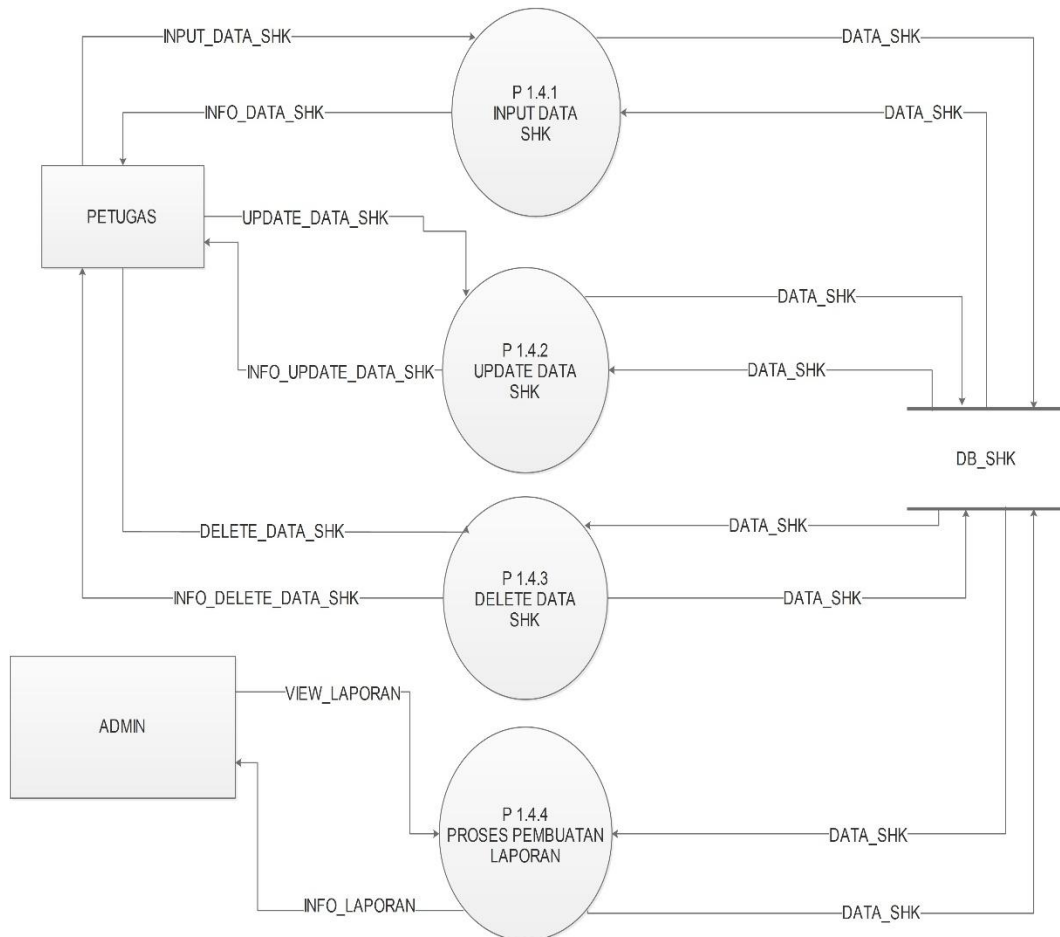 INPUT_DATA_SHK
DATA_SHK
P 1.4.1
INPUT DATA
SHK
INFO_DATA_SHK
DATA_SHK
PETUGAS
UPDATE_DATA_SHK
DATA_SHK
P 1.4.2
UPDATE DATA
SHK
INFO_UPDATE_DATA_SHK
DATA_SHK
DB_SHK
DELETE_DATA_SHK
DATA_SHK
P 1.4.3
DELETE DATA
SHK
INFO_DELETE_DATA_SHK
DATA_SHK
ADMIN
VIEW_LAPORAN
P 1.4.4
PROSES PEMBUATAN
LAPORAN
DATA_SHK
INFO_LAPORAN
DATA_SHK